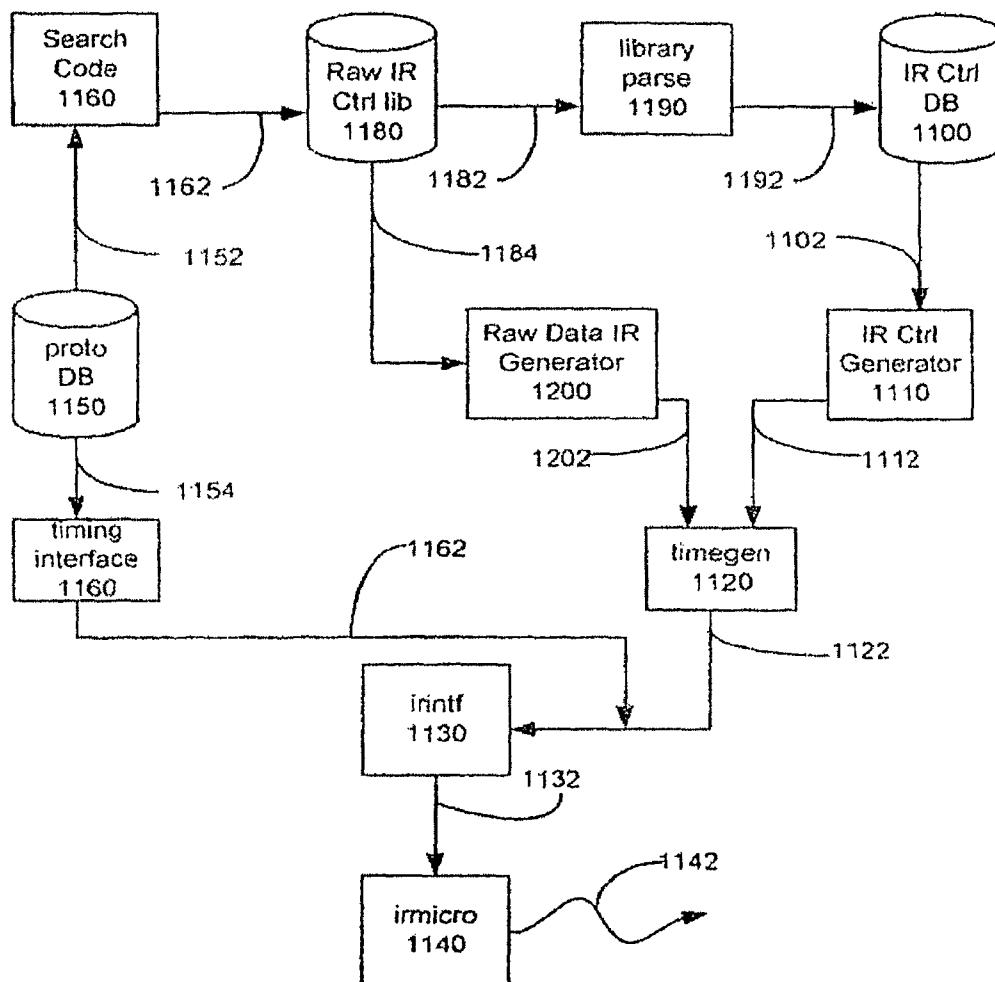 Search
Code
1160
Raw IR
Ctrl lib
1180
library
parse
1190
IR Ctrl
DB
1100
1162
1182
1192
1152
1184
1102
proto
DB
1150
Raw Data IR
Generator
1200
IR Ctrl
Generator
1110
1154
1202
1112
timing
interface
1160
1162
timegen
1120
1122
irintf
1130
1132
irmicro
1140
1142